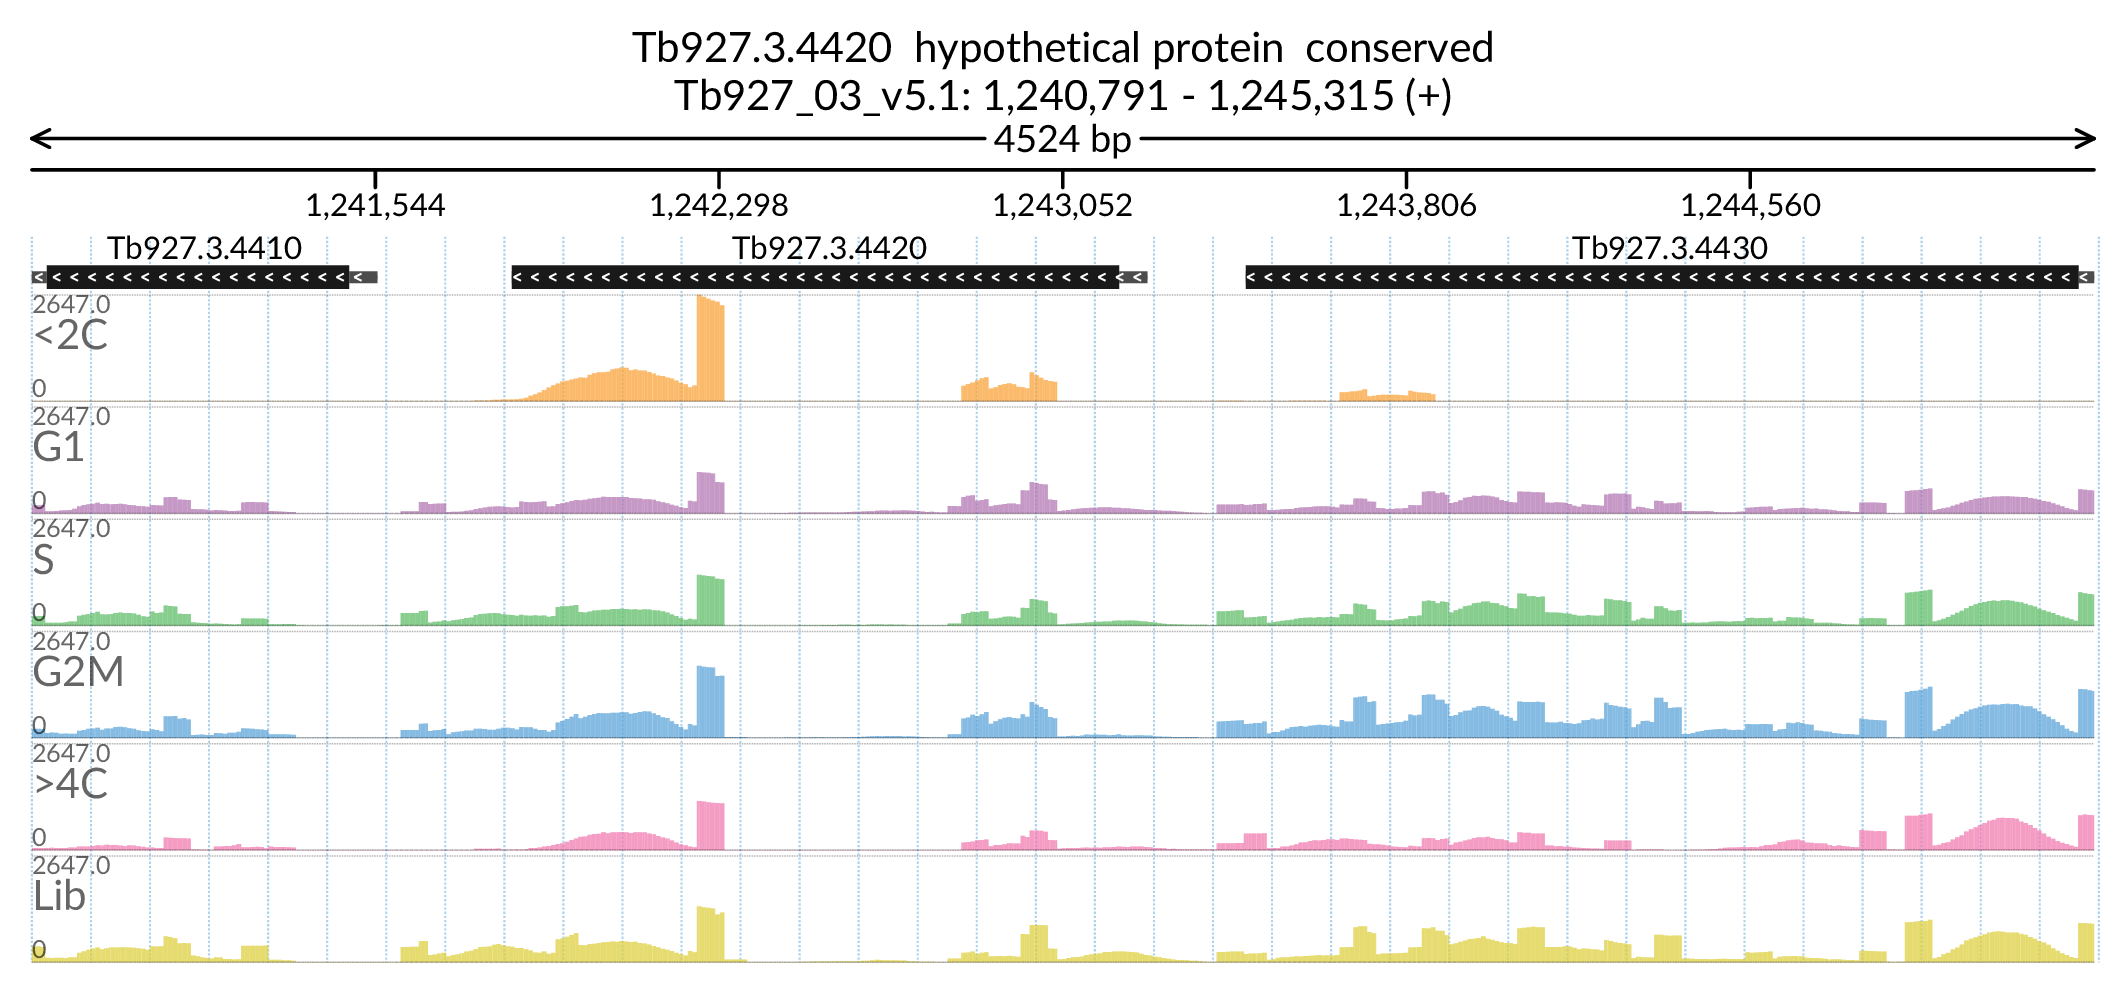 Tb927.3.4420  hypothetical protein  conserved
Tb927_03_v5.1: 1,240,791 - 1,245,315 (+)
4524 bp
1,241,544 1,242,298 1,243,052 1,243,806 1,244,560
Tb927.3.4410 Tb927.3.4420 Tb927.3.4430
2647.0
<2C
0
2647.0
G1
0
2647.0
S
0
2647.0
G2M
0
2647.0
>4C
0
2647.0
Lib
0